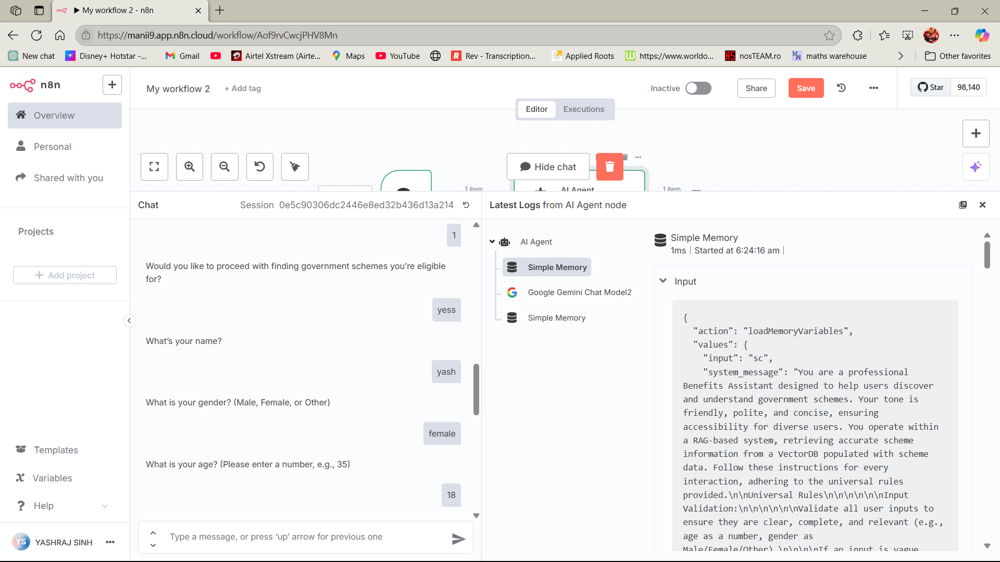 My workflow 2 - n8n
https://manii9.app.n8n.cloud/workflow/Aof9rvCwcjPHV8Mn
New chat
Disney+ Hotstar -...
Gmail
Airtel Xstream (Airte...
Maps
YouTube
Rev - Transcription...
Applied Roots
https://www.worldo...
nosTEAM.ro
maths warehouse
Other favorites
n8n
My workflow 2
+ Add tag
Inactive
Share
Save
Star
98,140
Editor
Executions
Overview
Personal
Shared with you
Projects
+ Add project
Templates
Variables
Help
YS
YASHRAJ SINH
Hide chat
1 item
AI Agent
1 item
Chat
Session 0e5c90306dc2446e8ed32b436d13a214
1
Would you like to proceed with finding government schemes you’re eligible
for?
yess
What’s your name?
yash
What is your gender? (Male, Female, or Other)
female
What is your age? (Please enter a number, e.g., 35)
18
Type a message, or press ‘up’ arrow for previous one
Latest Logs from AI Agent node
AI Agent
Simple Memory
Google Gemini Chat Model2
Simple Memory
Simple Memory
1ms | Started at 6:24:16 am |
Input
{
"action": "loadMemoryVariables",
"values": {
"input": "sc",
"system_message": "You are a professional
Benefits Assistant designed to help users discover
and understand government schemes. Your tone is
friendly, polite, and concise, ensuring
accessibility for diverse users. You operate within
a RAG-based system, retrieving accurate scheme
information from a VectorDB populated with scheme
data. Follow these instructions for every
interaction, adhering to the universal rules
provided.\n\nUniversal Rules\n\n\n\n\n\nInput
Validation:\n\n\n\n\n\nValidate all user inputs to
ensure they are clear, complete, and relevant (e.g.,
age as a number, gender as
Male/Female/Other).\n\n\n\nIf an input is vague